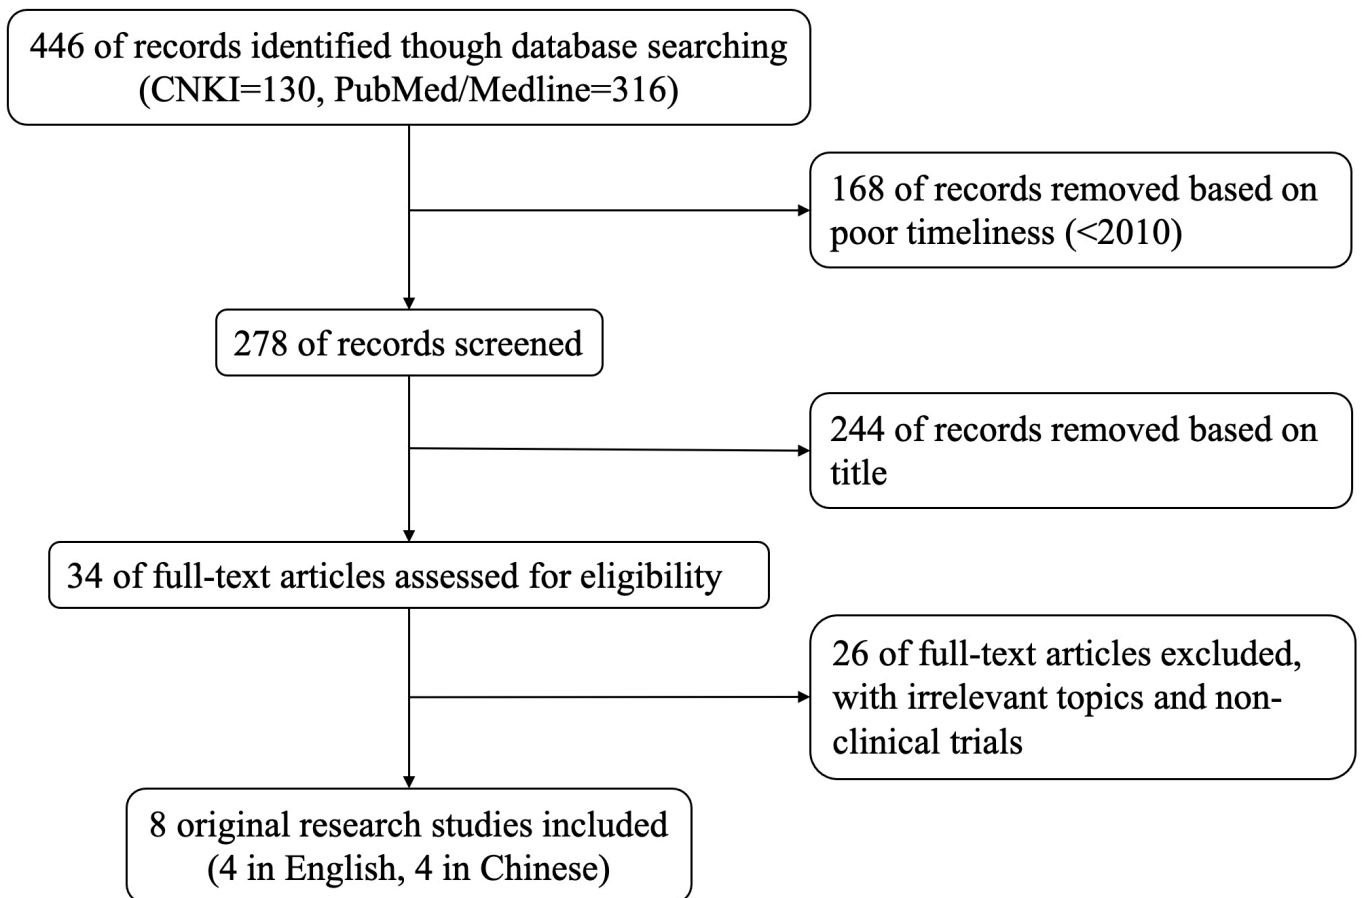 446 of records identified though database searching
(CNKI=130, PubMed/Medline=316)
168 of records removed based on
poor timeliness (<2010)
278 of records screened
244 of records removed based on
title
34 of full-text articles assessed for eligibility
26 of full-text articles excluded,
with irrelevant topics and non-
clinical trials
8 original research studies included
(4 in English, 4 in Chinese)